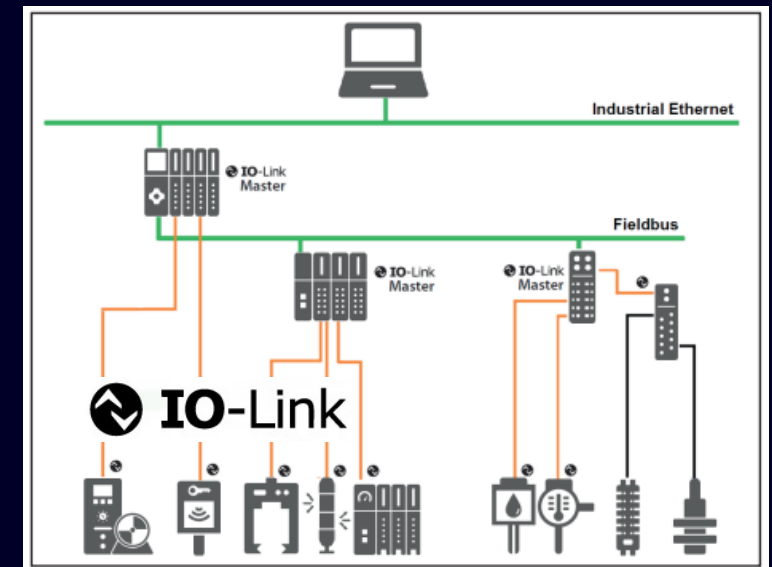 Industrial Ethernet
IO-Link
Master
Fieldbus
IO-Link
Master
IO-Link
Master
IO-Link